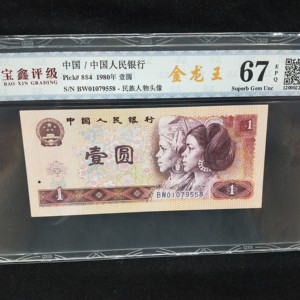 宝鑫评级
BAO XIN GRADING
中国 / 中国人民银行
Pick# 884 1980年 壹圆
S/N BW01079558 - 民族人物头像
金龙王
67
EPQ
Superb Gem Unc
中国人民银行
1
壹圆
1
1
BW01079558